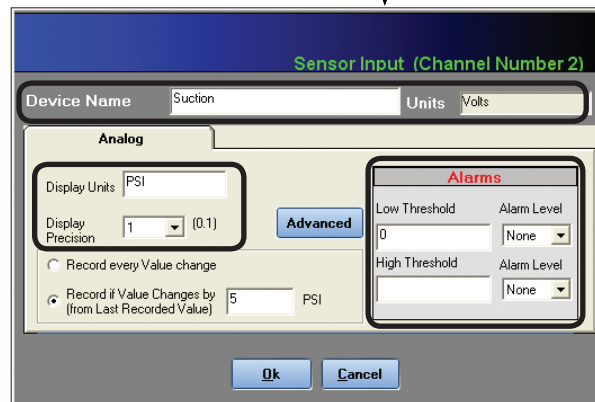 Sensor Input (Channel Number 2)
Device Name Suction Units Volts
Analog
Display Units PSI
Display Precision 1 (0.1)
Advanced
Record every Value change
Record if Value Changes by
(from Last Recorded Value) 5 PSI
Alarms
Low Threshold Alarm Level
0 None
High Threshold Alarm Level
None
Ok Cancel